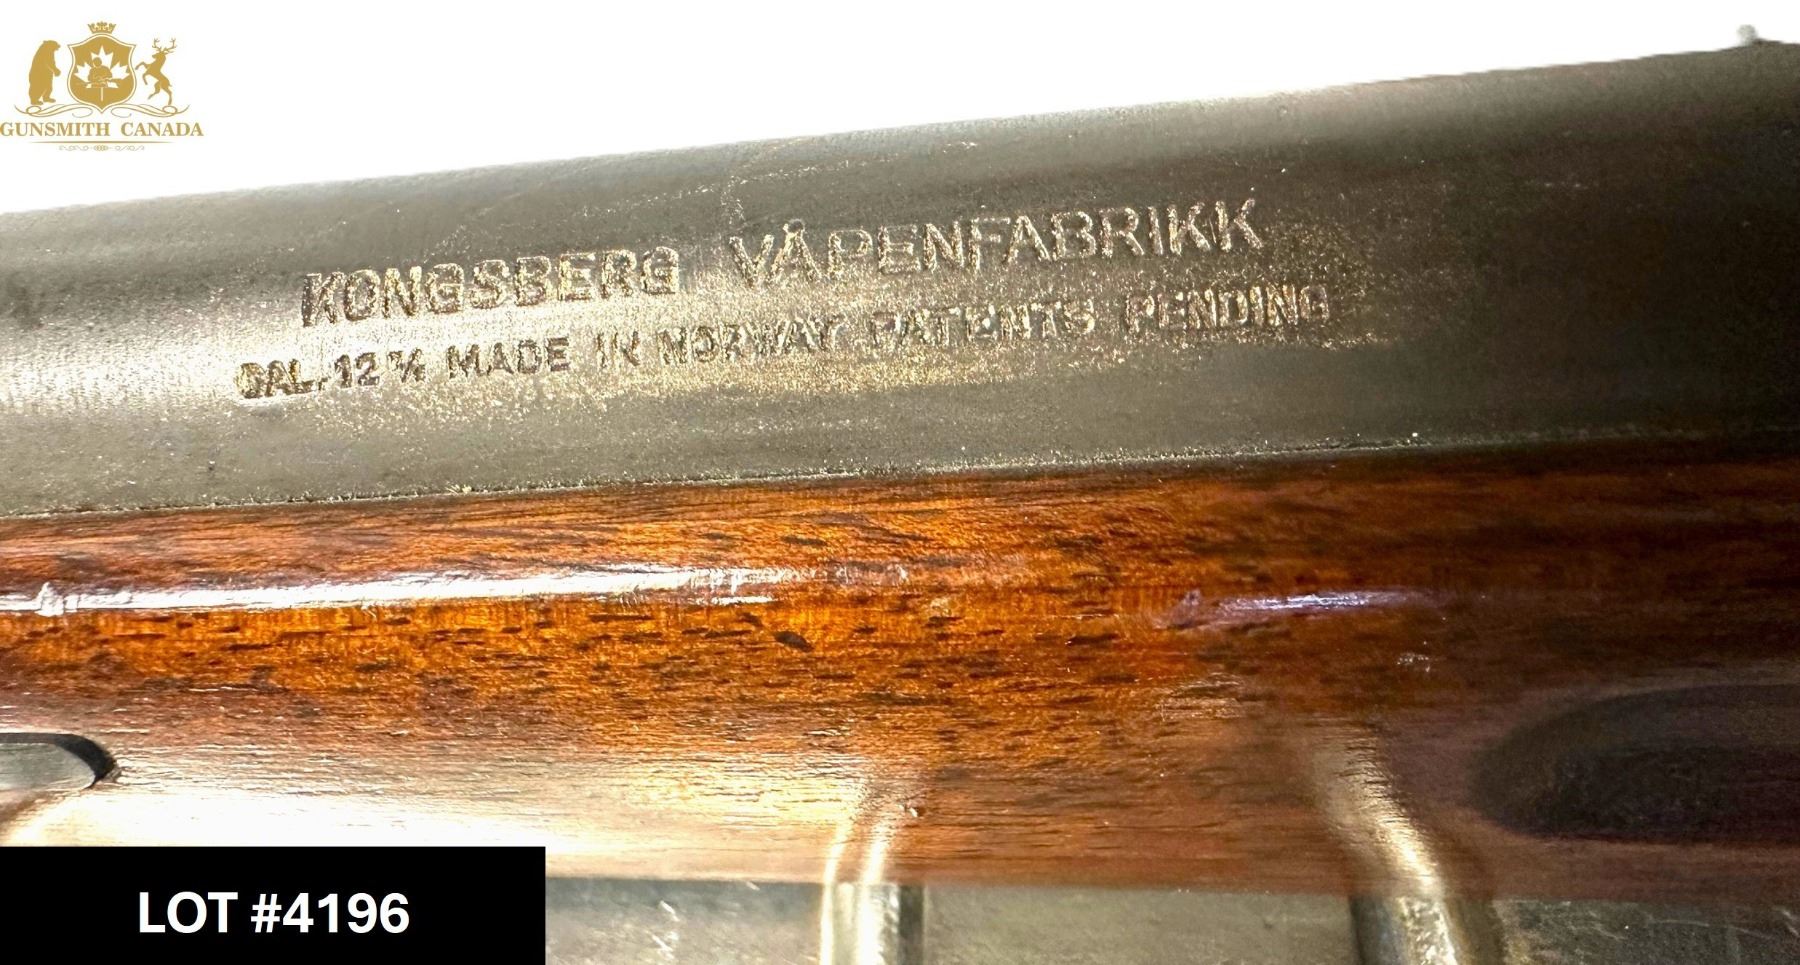 GUNSMITH CANADA
KONGSBERG VÅPENFABRIKK
CAL. 12 ¾ MADE IN NORWAY PATENTS PENDING
LOT #4196